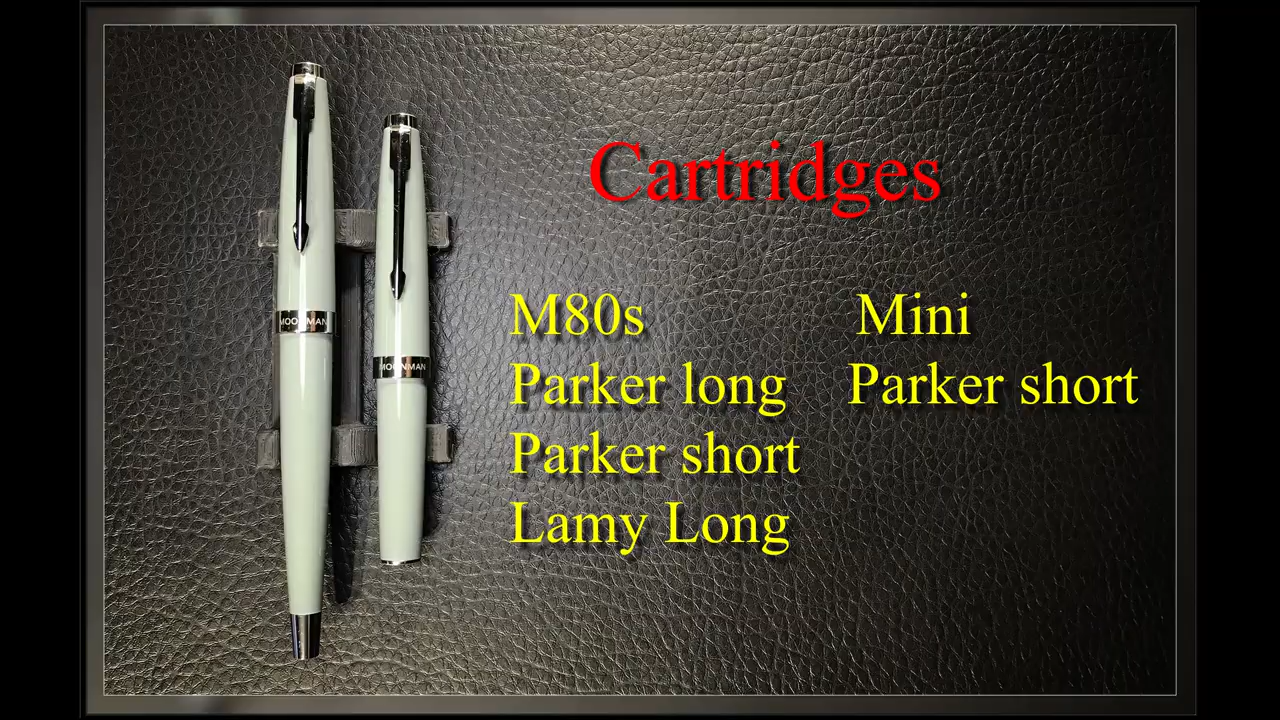 Cartridges
M80s Mini
Parker long Parker short
Parker short
Lamy Long
MOONMAN
MOONMAN